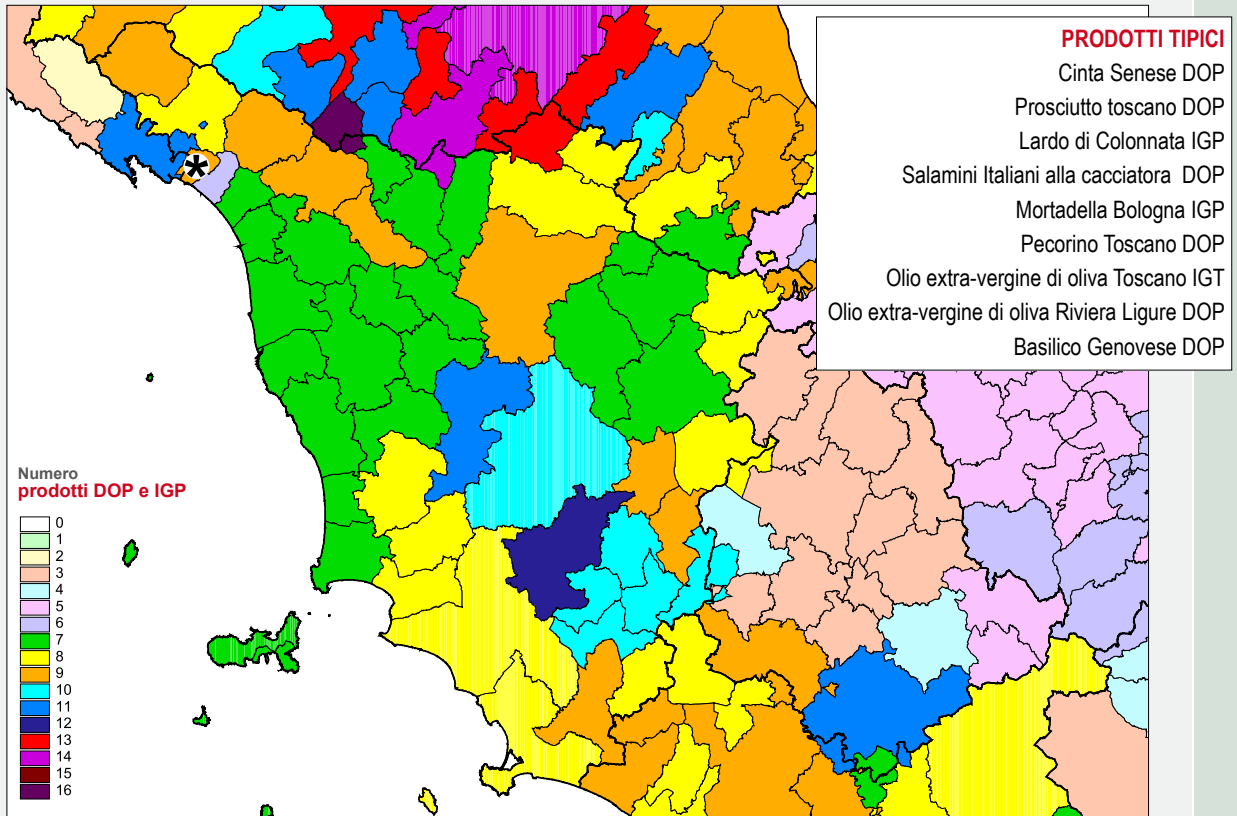 PRODOTTI TIPICI
Cinta Senese DOP
Prosciutto toscano DOP
Lardo di Colonnata IGP
Salamini Italiani alla cacciatora DOP
Mortadella Bologna IGP
Pecorino Toscano DOP
Olio extra-vergine di oliva Toscano IGT
Olio extra-vergine di oliva Riviera Ligure DOP
Basilico Genovese DOP
*
Numero
prodotti DOP e IGP
0
1
2
3
4
5
6
7
8
9
10
11
12
13
14
15
16